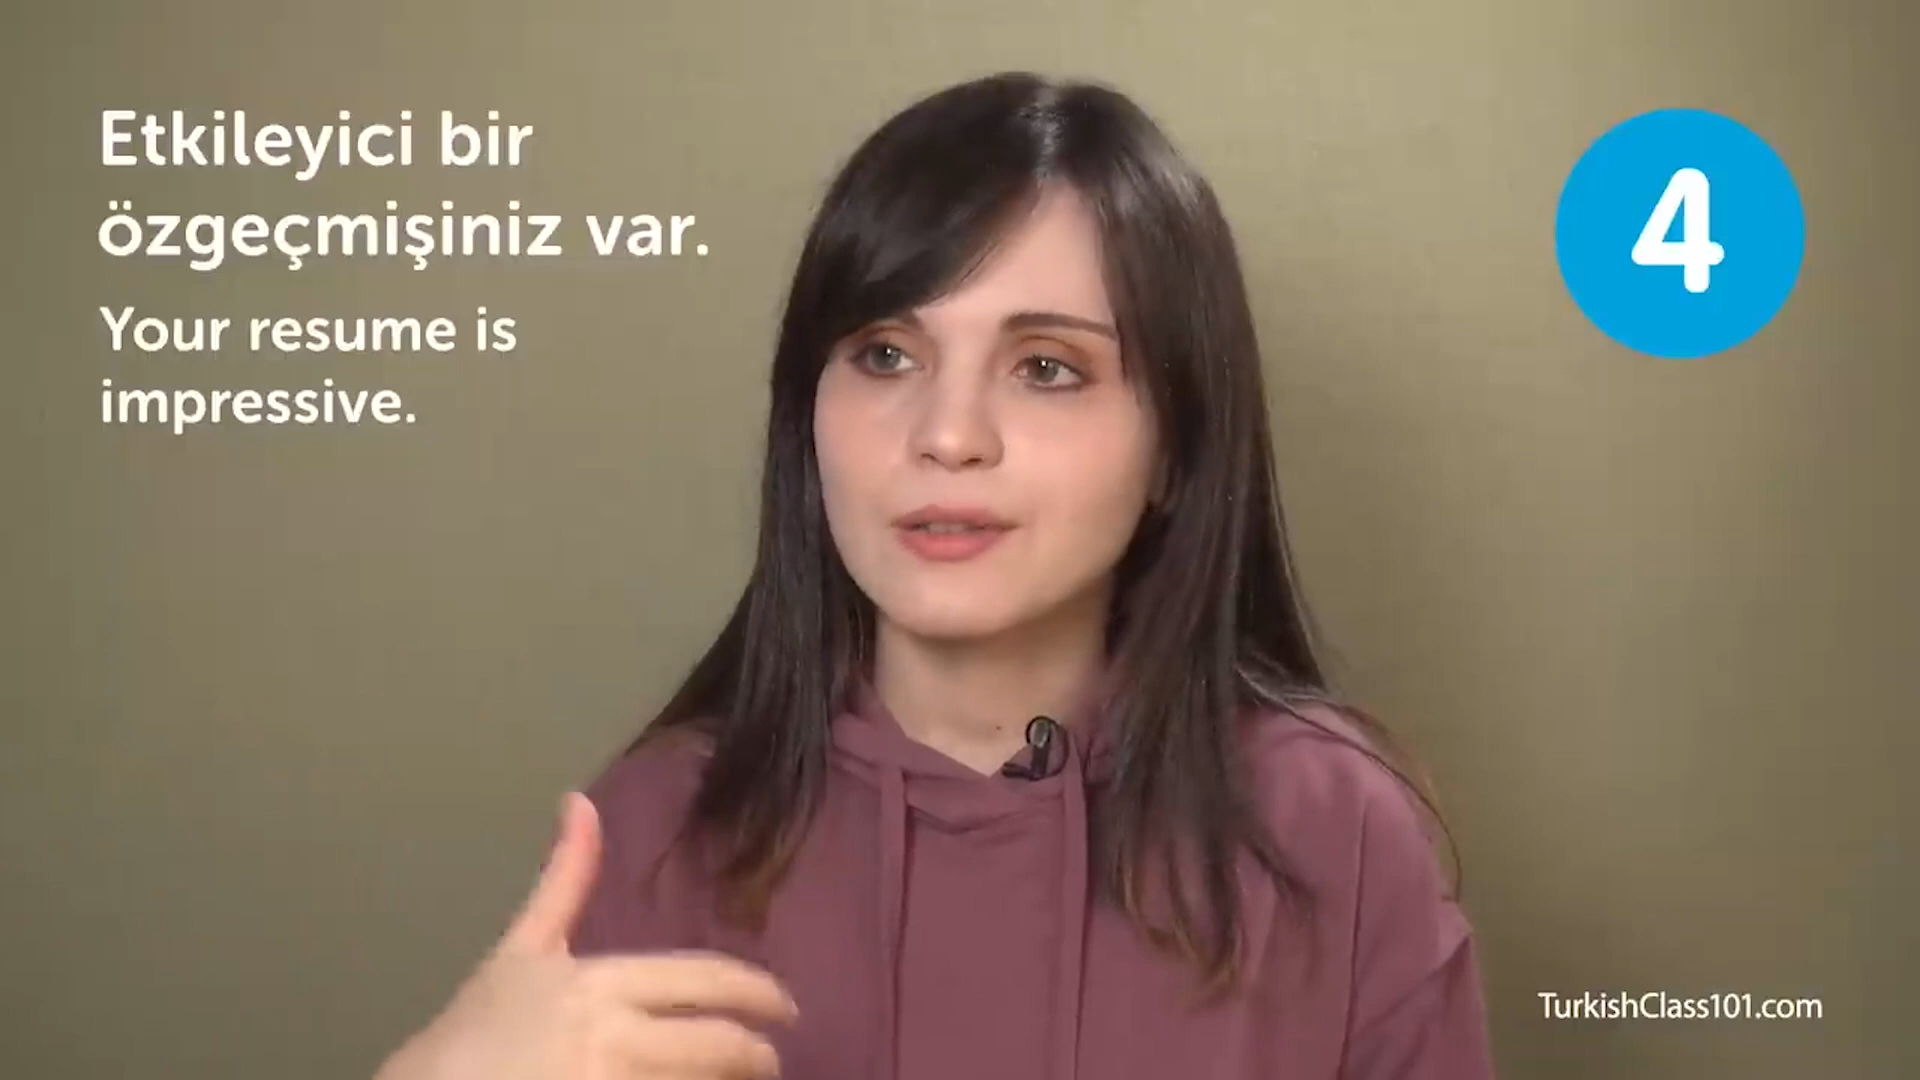 Etkileyici bir
özgeçmişiniz var.
Your resume is
impressive.
4
TurkishClass101.com